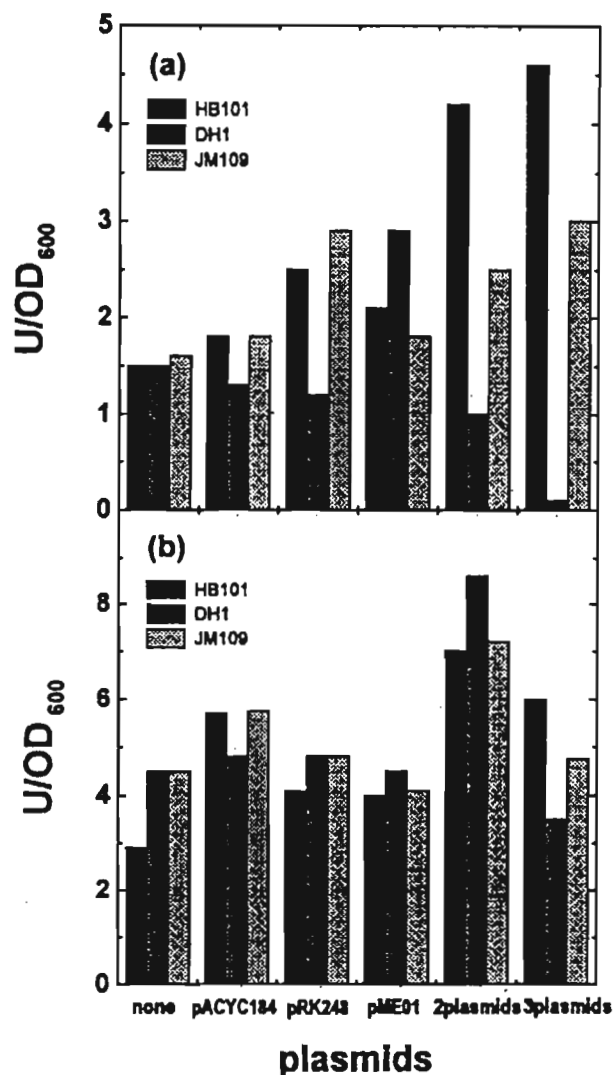 5
(a)
HB101
DH1
JM109
4
3
2
1
0
U/OD600
(b)
HB101
DH1
JM109
8
6
4
2
0
U/OD600
none pACYC184 pRK248 pME01 2plasmids 3plasmids
plasmids